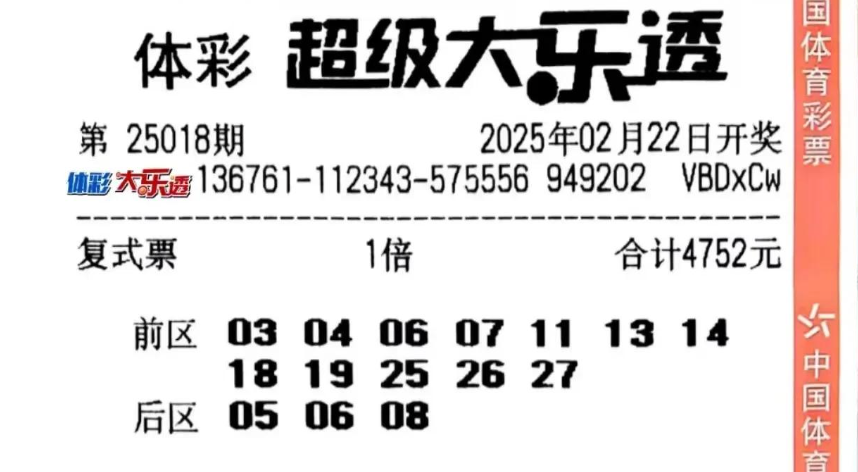 体彩 超级大乐透
第 25018期 2025年02月22日开奖
体彩 大乐透 136761-112343-575556 949202 VBDxCw
复式票 1倍 合计4752元
前区 03 04 06 07 11 13 14
18 19 25 26 27
后区 05 06 08
国体育彩票
中国体育